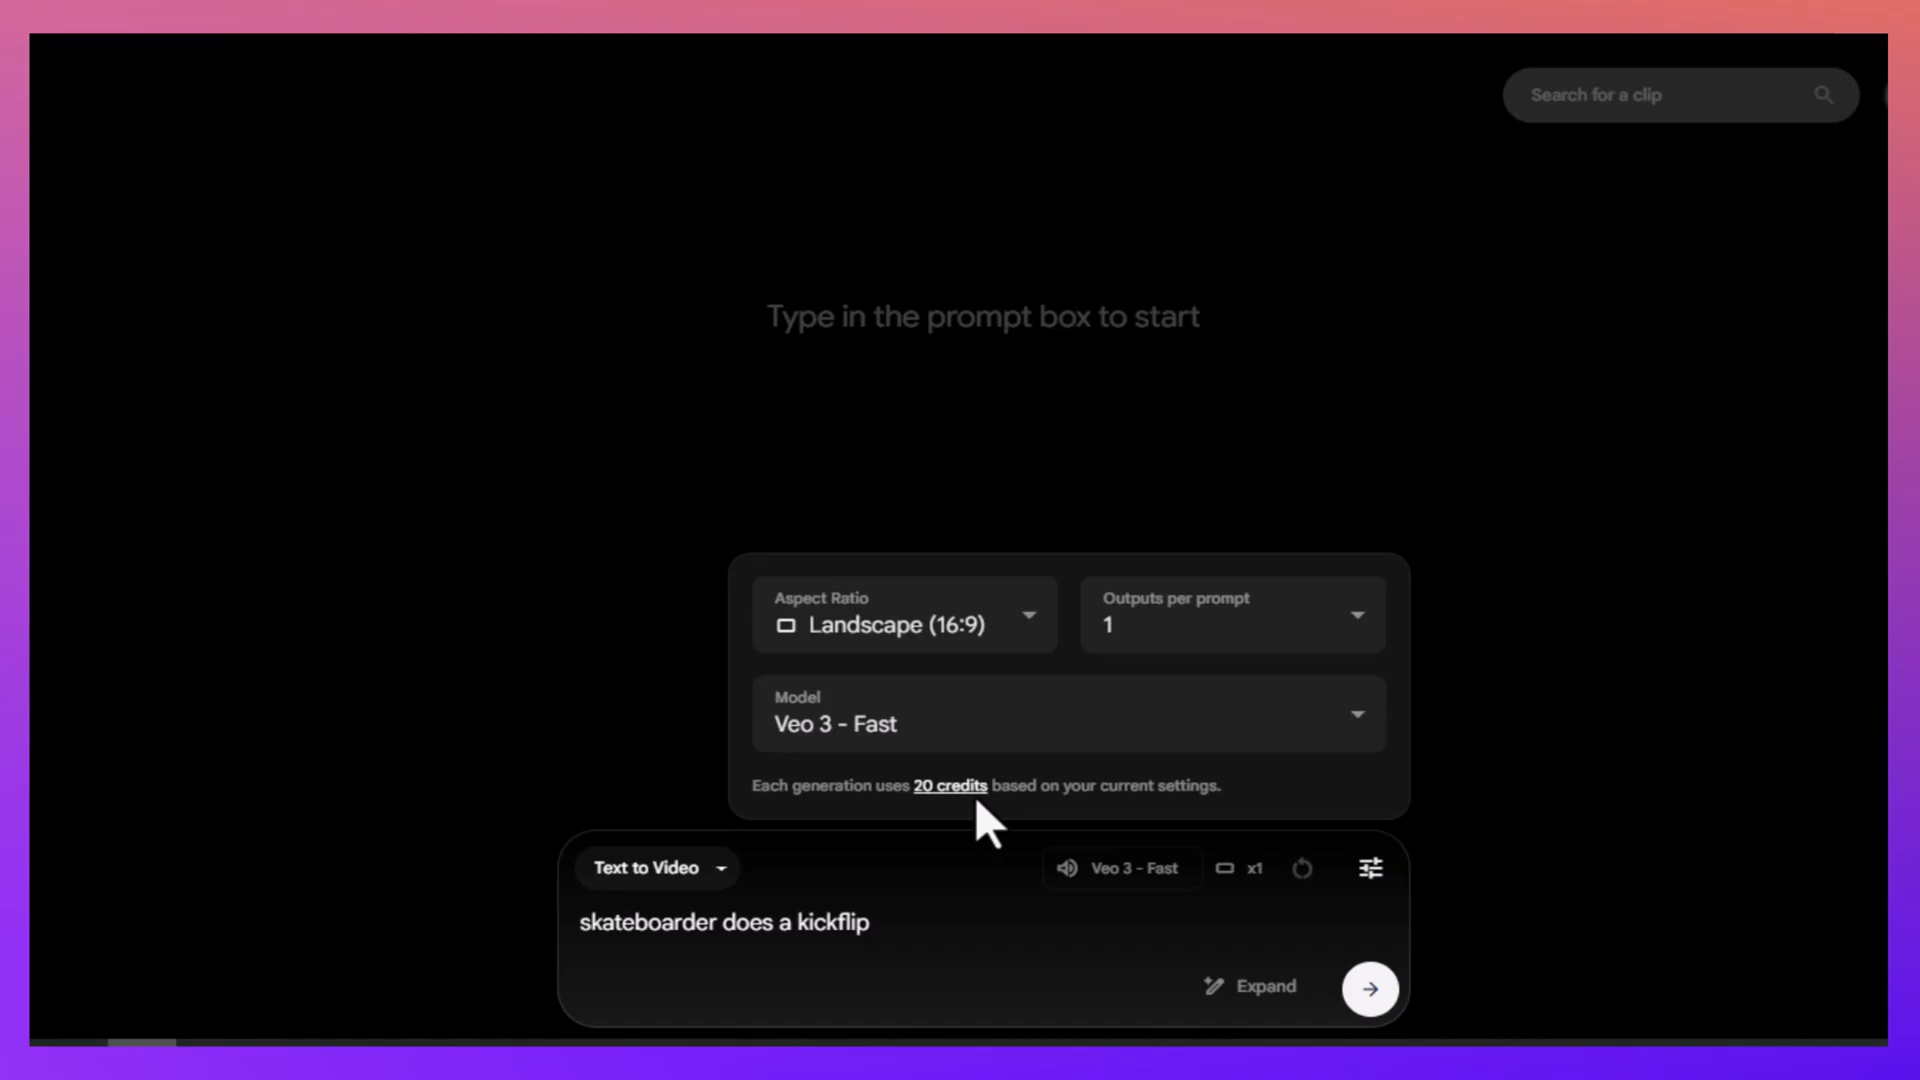 Search for a clip
Type in the prompt box to start
Aspect Ratio
Landscape (16:9)
Outputs per prompt
1
Model
Veo 3 - Fast
Each generation uses 20 credits based on your current settings.
Text to Video
Veo 3 - Fast
x1
skateboarder does a kickflip
Expand